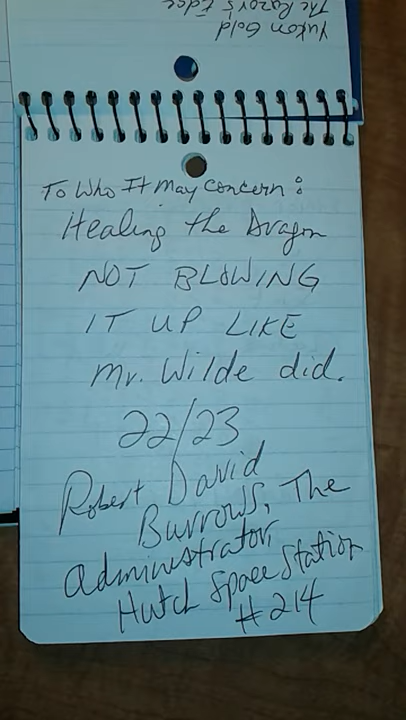 Yukon Gold
The Razor's Edge
To Who It May Concern:
Healing the Dragon
NOT BLOWING
IT UP LIKE
Mr. Wilde did.
22/23
Robert David
Burrows, The
Administrator,
Hutch Space Station
#214